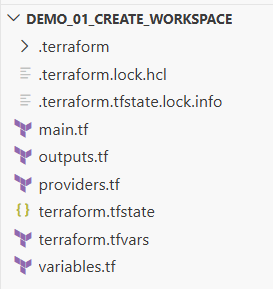 DEMO_01_CREATE_WORKSPACE
.terraform
.terraform.lock.hcl
.terraform.tfstate.lock.info
main.tf
outputs.tf
providers.tf
terraform.tfstate
terraform.tfvars
variables.tf